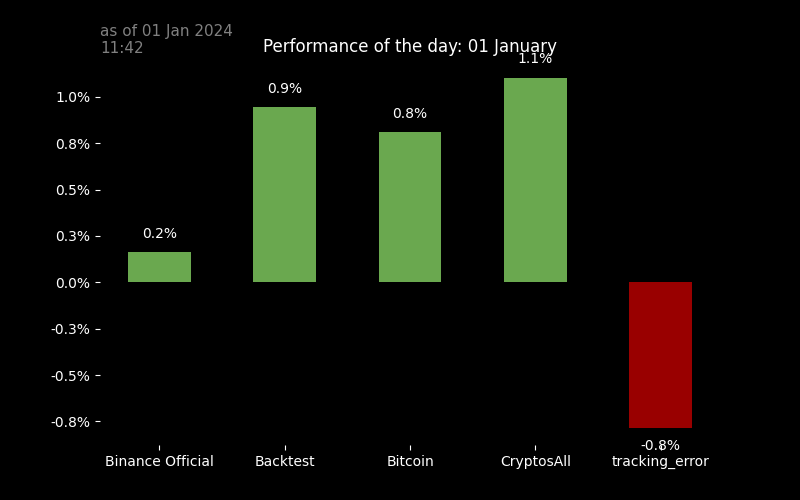 as of 01 Jan 2024
11:42
Performance of the day: 01 January
1.1%
1.0%
0.9%
0.8%
0.8%
0.5%
0.3%
0.2%
0.0%
-0.3%
-0.5%
-0.8%
-0.8%
Binance Official
Backtest
Bitcoin
CryptosAll
tracking_error